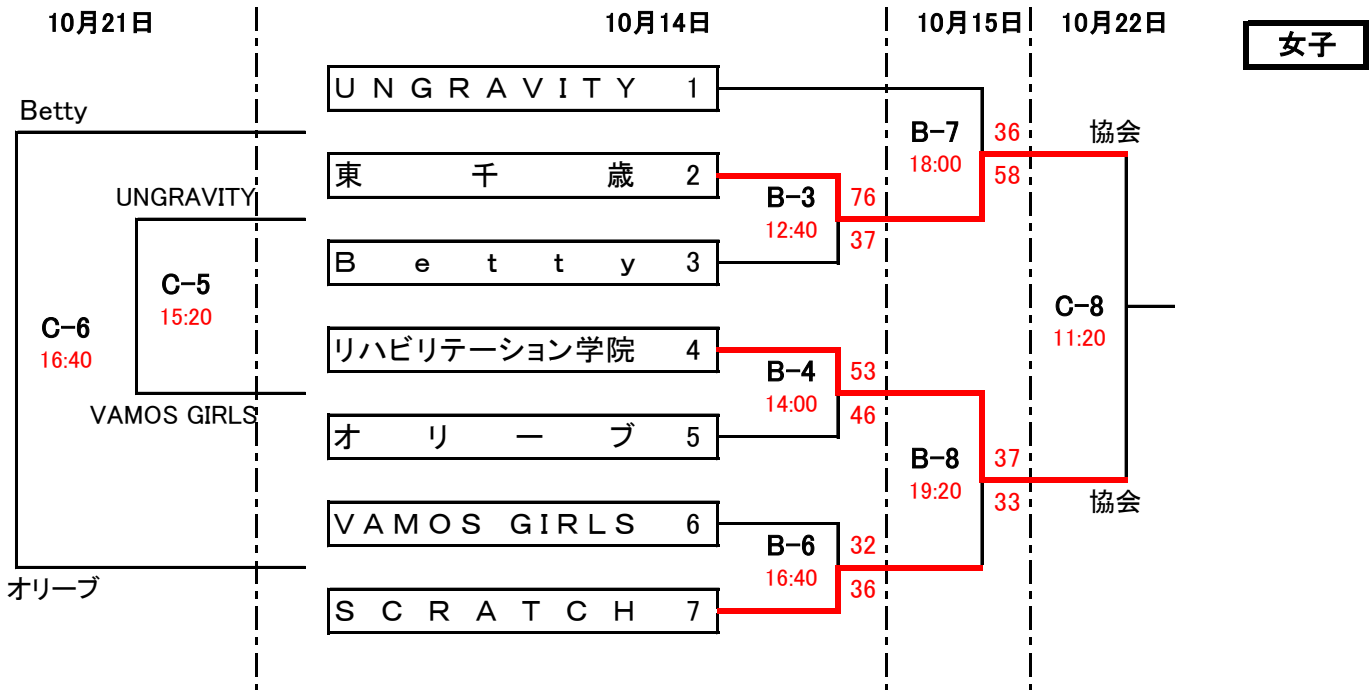 10月21日 10月14日 10月15日 10月22日
女子
UNGRAVITY 1
Betty
B-7 36 協会
18:00 58
東千歳 2
UNGRAVITY
B-3 76
12:40 37
Betty 3
C-5
15:20
C-6
16:40
C-8
11:20
リハビリテーション学院 4
B-4 53
14:00 46
VAMOS GIRLS
オリーブ 5
B-8 37
19:20 33
協会
VAMOS GIRLS 6
B-6 32
16:40 36
オリーブ
SCRATCH 7